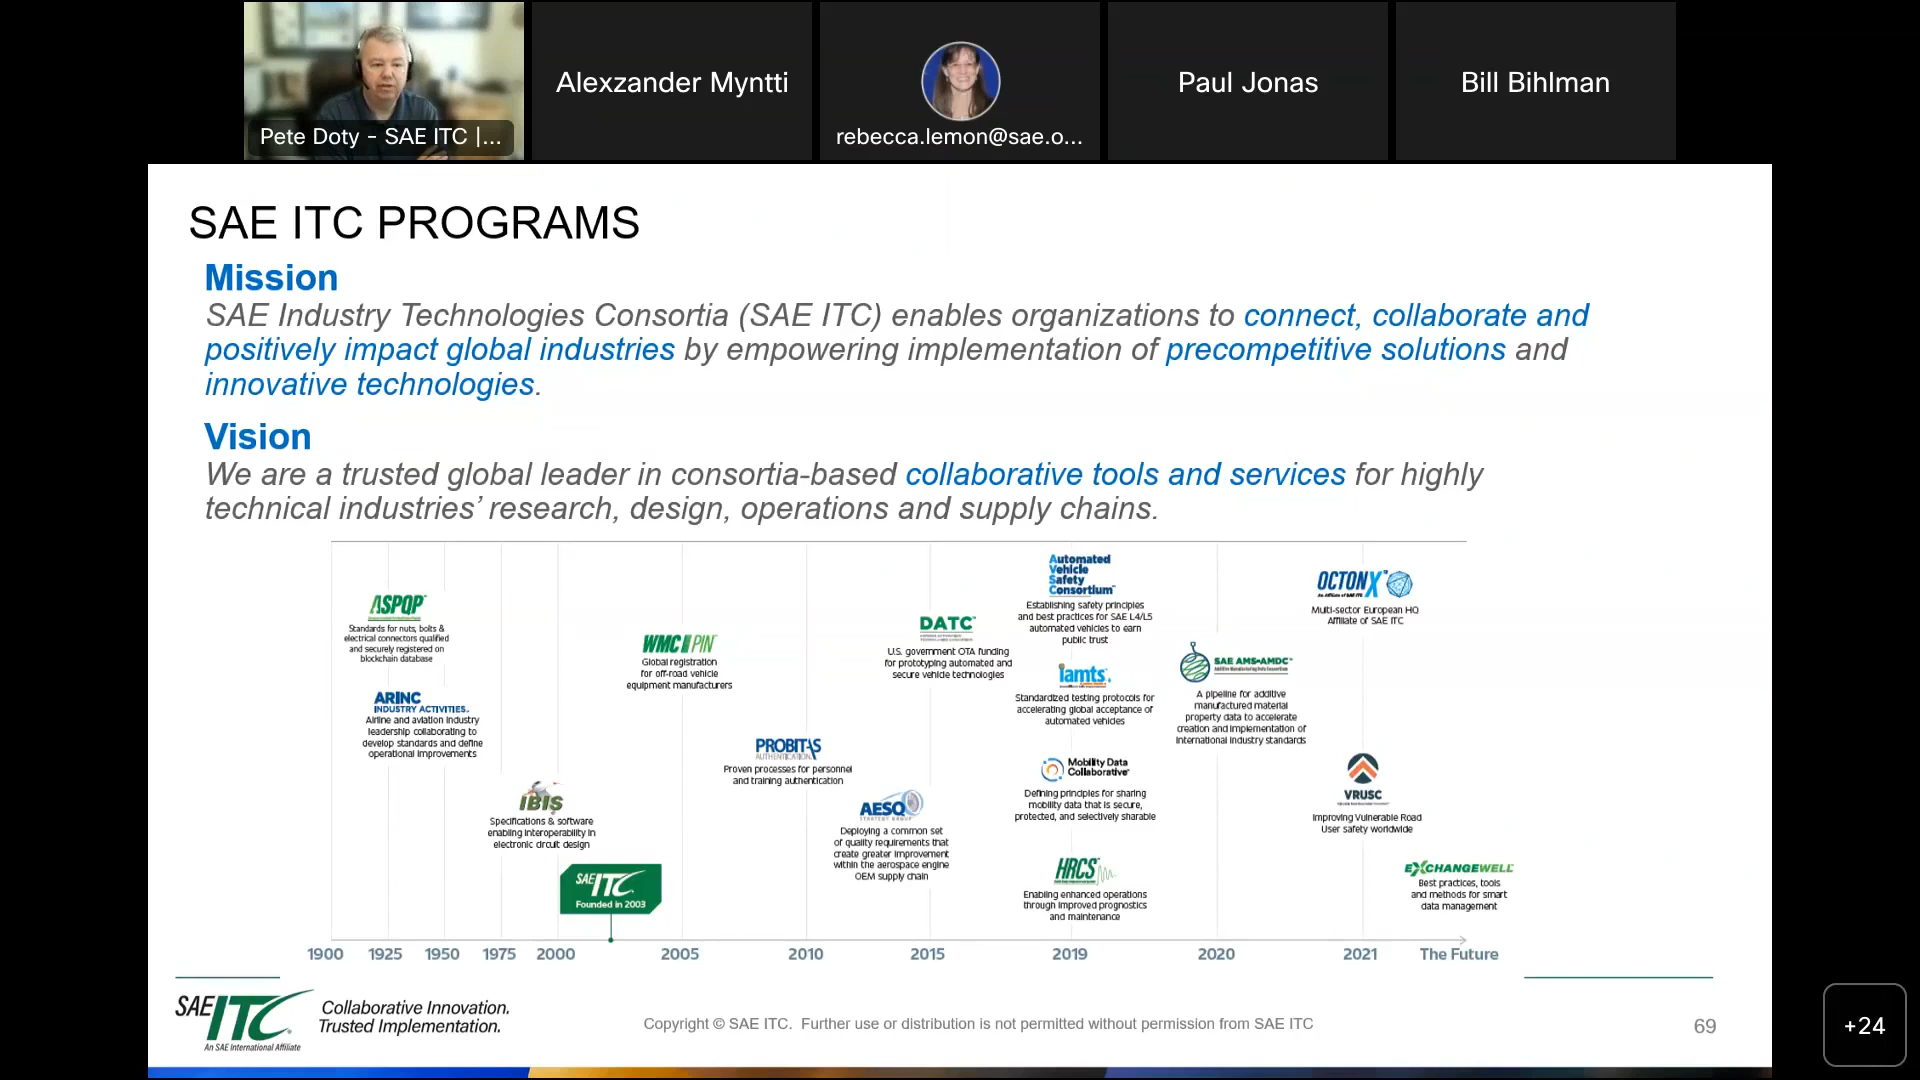 Pete Doty - SAE ITC |...
Alexzander Myntti
rebecca.lemon@sae.o...
Paul Jonas
Bill Bihlman
SAE ITC PROGRAMS
Mission
SAE Industry Technologies Consortia (SAE ITC) enables organizations to connect, collaborate and
positively impact global industries by empowering implementation of precompetitive solutions and
innovative technologies.
Vision
We are a trusted global leader in consortia-based collaborative tools and services for highly
technical industries’ research, design, operations and supply chains.
ASPQP™
Standards for nuts, bolts &
electrical connectors qualified
and securely registered on
blockchain database
ARINC
INDUSTRY ACTIVITIES
Airline and aviation industry
leadership collaborating to
develop standards and define
operational improvements
IBIS
Specifications & software
enabling interoperability in
electronic circuit design
SAE ITC
Founded in 2003
WMC PIN™
Global registration
for off-road vehicle
equipment manufacturers
PROBITAS
AUTHENTICATION
Proven processes for personnel
and training authentication
AESQ
STRATEGY GROUP
Deploying a common set
of quality requirements that
create greater improvement
within the aerospace engine
OEM supply chain
DATC™
U.S. government OTA funding
for prototyping automated and
secure vehicle technologies
Automated
Vehicle
Safety
Consortium™
Establishing safety principles
and best practices for SAE L4/L5
automated vehicles to earn
public trust
iamts
Standardized testing protocols for
accelerating global acceptance of
automated vehicles
Mobility Data
Collaborative™
Defining principles for sharing
mobility data that is secure,
protected, and selectively sharable
HRCS
Enabling enhanced operations
through improved prognostics
and maintenance
SAE AMS-AMDC™
Additive Manufacturing Data Consortium
A pipeline for additive
manufactured material
property data to accelerate
creation and implementation of
international industry standards
OCTONX™
An Affiliate of SAE ITC
Multi-sector European HQ
Affiliate of SAE ITC
VRUSC
Improving Vulnerable Road
User safety worldwide
EXCHANGEWELL
Best practices, tools
and methods for smart
data management
1900 1925 1950 1975 2000 2005 2010 2015 2019 2020 2021 The Future
SAE ITC
An SAE International Affiliate
Collaborative Innovation.
Trusted Implementation.
Copyright © SAE ITC. Further use or distribution is not permitted without permission from SAE ITC
69
+24